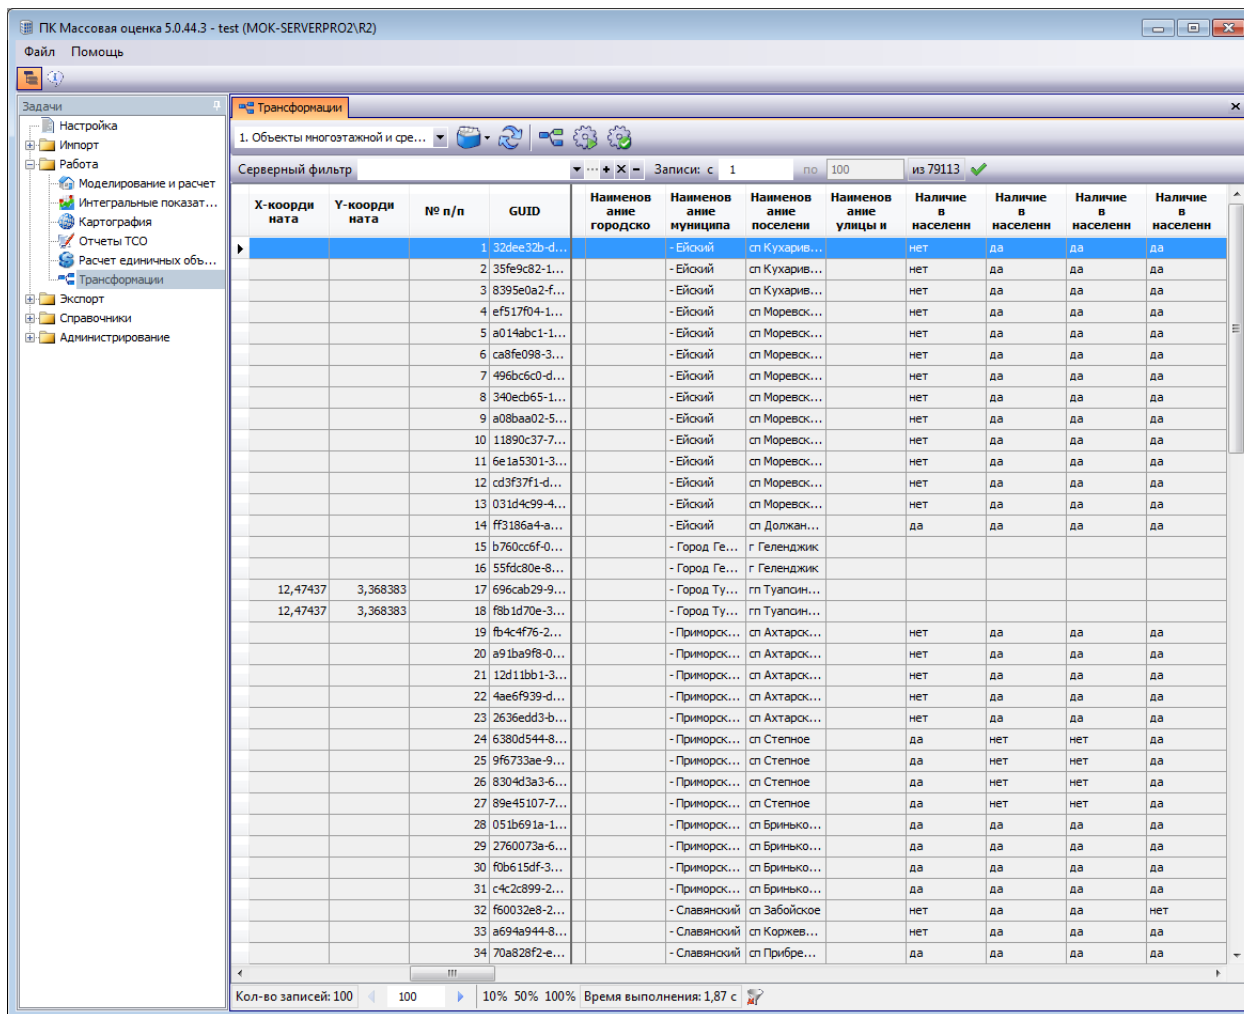 ПК Массовая оценка 5.0.44.3 - test (MOK-SERVERPRO2\R2)
Файл Помощь
Задачи
Настройка
Импорт
Работа
Моделирование и расчет
Интегральные показат...
Картография
Отчеты ТСО
Расчет единичных объ...
Трансформации
Экспорт
Справочники
Администрирование
Трансформации
1. Объекты многоэтажной и сре...
Серверный фильтр Записи: с 1 по 100 из 79113
X-координата Y-координата № п/п GUID Наименование городско Наименование муниципа Наименование поселени Наименование улицы и Наличие в населенн Наличие в населенн Наличие в населенн Наличие в населенн
1 32dee32b-d... - Ейский сп Кухарив... нет да да да
2 35fe9c82-1... - Ейский сп Кухарив... нет да да да
3 8395e0a2-f... - Ейский сп Кухарив... нет да да да
4 ef517f04-1... - Ейский сп Моревск... нет да да да
5 a014abc1-1... - Ейский сп Моревск... нет да да да
6 ca8fe098-3... - Ейский сп Моревск... нет да да да
7 496bc6c0-d... - Ейский сп Моревск... нет да да да
8 340ecb65-1... - Ейский сп Моревск... нет да да да
9 a08baa02-5... - Ейский сп Моревск... нет да да да
10 11890c37-7... - Ейский сп Моревск... нет да да да
11 6e1a5301-3... - Ейский сп Моревск... нет да да да
12 cd3f37f1-d... - Ейский сп Моревск... нет да да да
13 031d4c99-4... - Ейский сп Моревск... нет да да да
14 ff3186a4-a... - Ейский сп Должан... да да да да
15 b760cc6f-0... - Город Ге... г Геленджик
16 55fdc80e-8... - Город Ге... г Геленджик
12,47437 3,368383 17 696cab29-9... - Город Ту... гп Туапсин...
12,47437 3,368383 18 f8b1d70e-3... - Город Ту... гп Туапсин...
19 fb4c4f76-2... - Приморск... сп Ахтарск... нет да да да
20 a91ba9f8-0... - Приморск... сп Ахтарск... нет да да да
21 12d11bb1-3... - Приморск... сп Ахтарск... нет да да да
22 4ae6f939-d... - Приморск... сп Ахтарск... нет да да да
23 2636edd3-b... - Приморск... сп Ахтарск... нет да да да
24 6380d544-8... - Приморск... сп Степное да нет нет да
25 9f6733ae-9... - Приморск... сп Степное да нет нет да
26 8304d3a3-6... - Приморск... сп Степное да нет нет да
27 89e45107-7... - Приморск... сп Степное да нет нет да
28 051b691a-1... - Приморск... сп Бринько... да да да да
29 2760073a-6... - Приморск... сп Бринько... да да да да
30 f0b615df-3... - Приморск... сп Бринько... да да да да
31 c4c2c899-2... - Приморск... сп Бринько... да да да да
32 f60032e8-2... - Славянский сп Забойское нет да да нет
33 a694a944-8... - Славянский сп Коржев... нет да да да
34 70a828f2-e... - Славянский сп Прибре... да да да да
Кол-во записей: 100 100 10% 50% 100% Время выполнения: 1,87 с